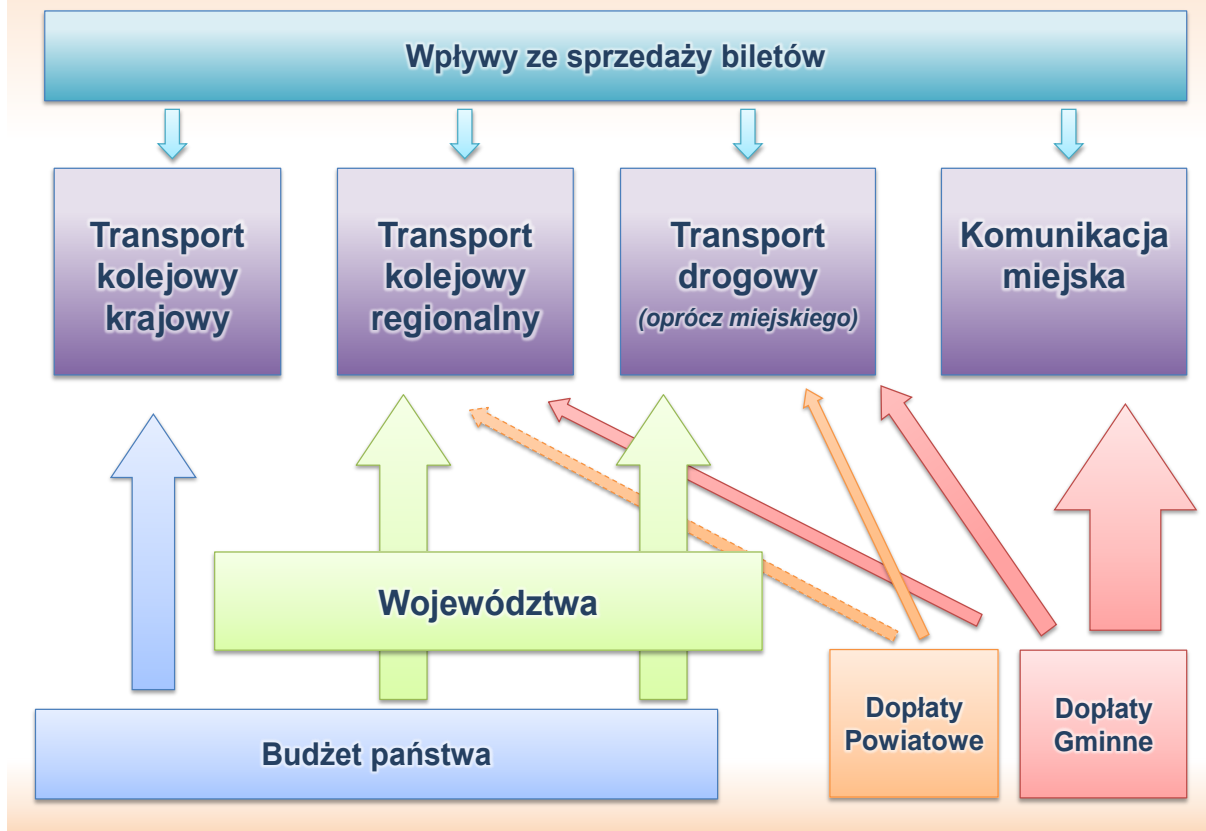 Wpływy ze sprzedaży biletów
Transport
kolejowy
krajowy
Transport
kolejowy
regionalny
Transport
drogowy
(oprócz miejskiego)
Komunikacja
miejska
Województwa
Budżet państwa
Dopłaty
Powiatowe
Dopłaty
Gminne